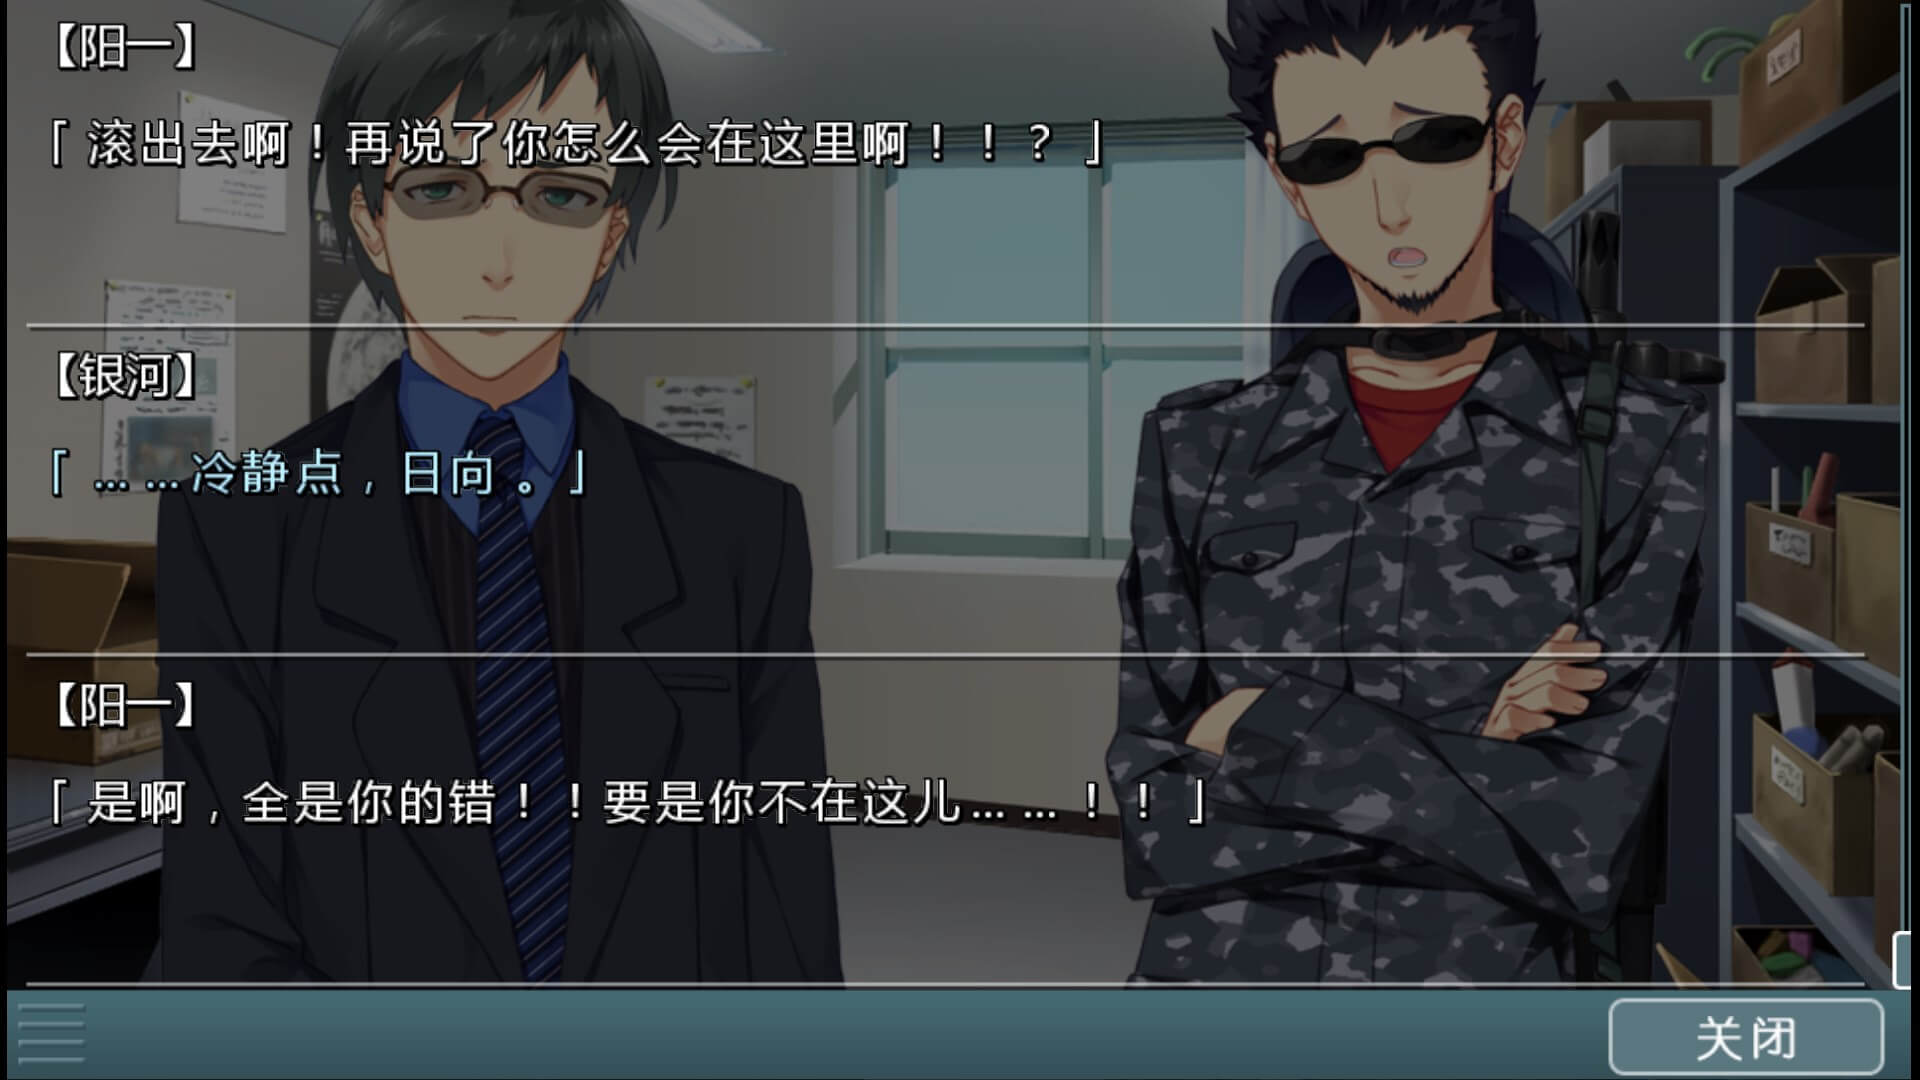 【阳一】
「滚出去啊！再说了你怎么会在这里啊！！？」
【银河】
「……冷静点，日向。」
【阳一】
「是啊，全是你的错！！要是你不在这儿……！！」
关闭